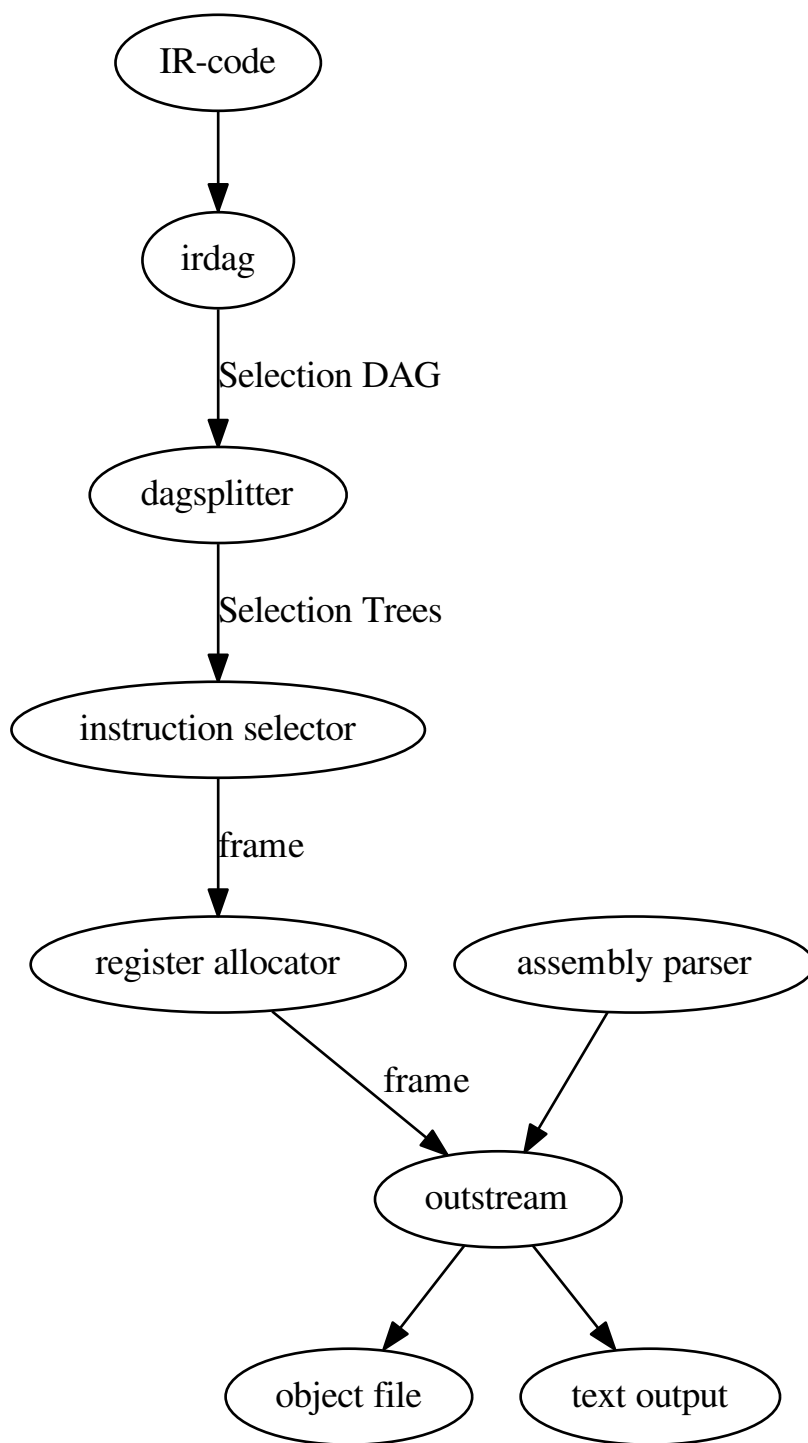 IR-code
irdag
Selection DAG
dagsplitter
Selection Trees
instruction selector
frame
register allocator
assembly parser
frame
outstream
object file
text output